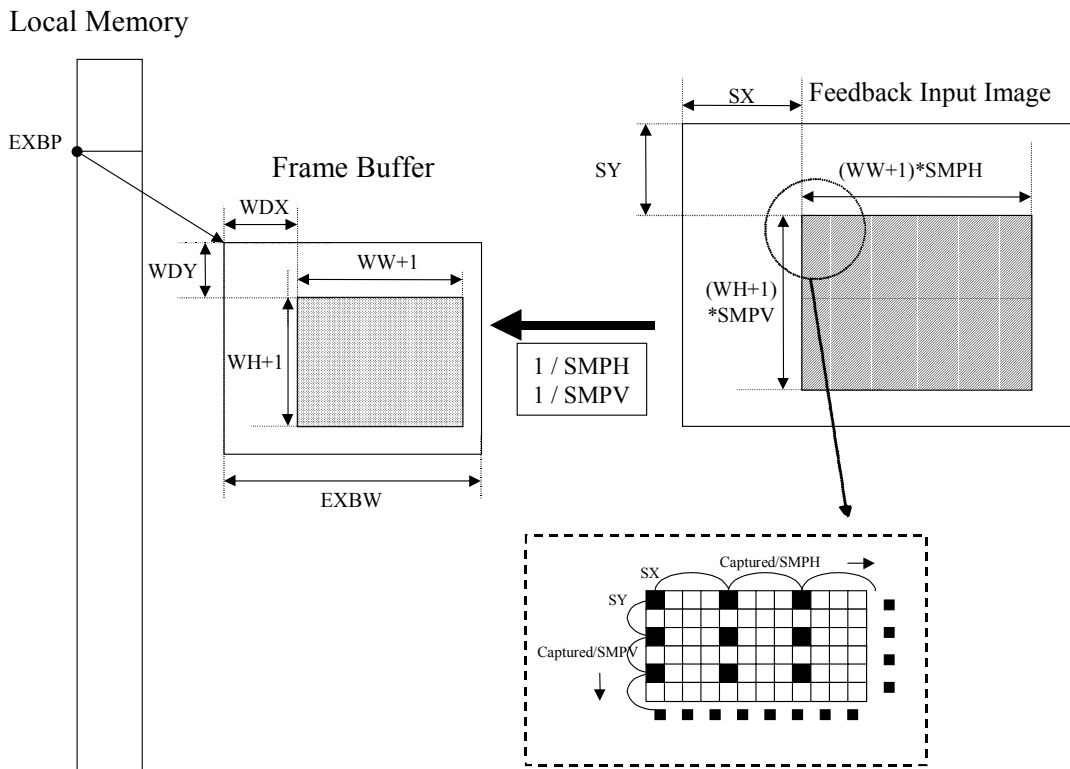 Local Memory
EXBP
Frame Buffer
WDX
WDY
WW+1
WH+1
EXBW
1 / SMPH
1 / SMPV
Feedback Input Image
SX
SY
(WW+1)*SMPH
(WH+1)
*SMPV
Captured/SMPH
SX
SY
Captured/SMPV